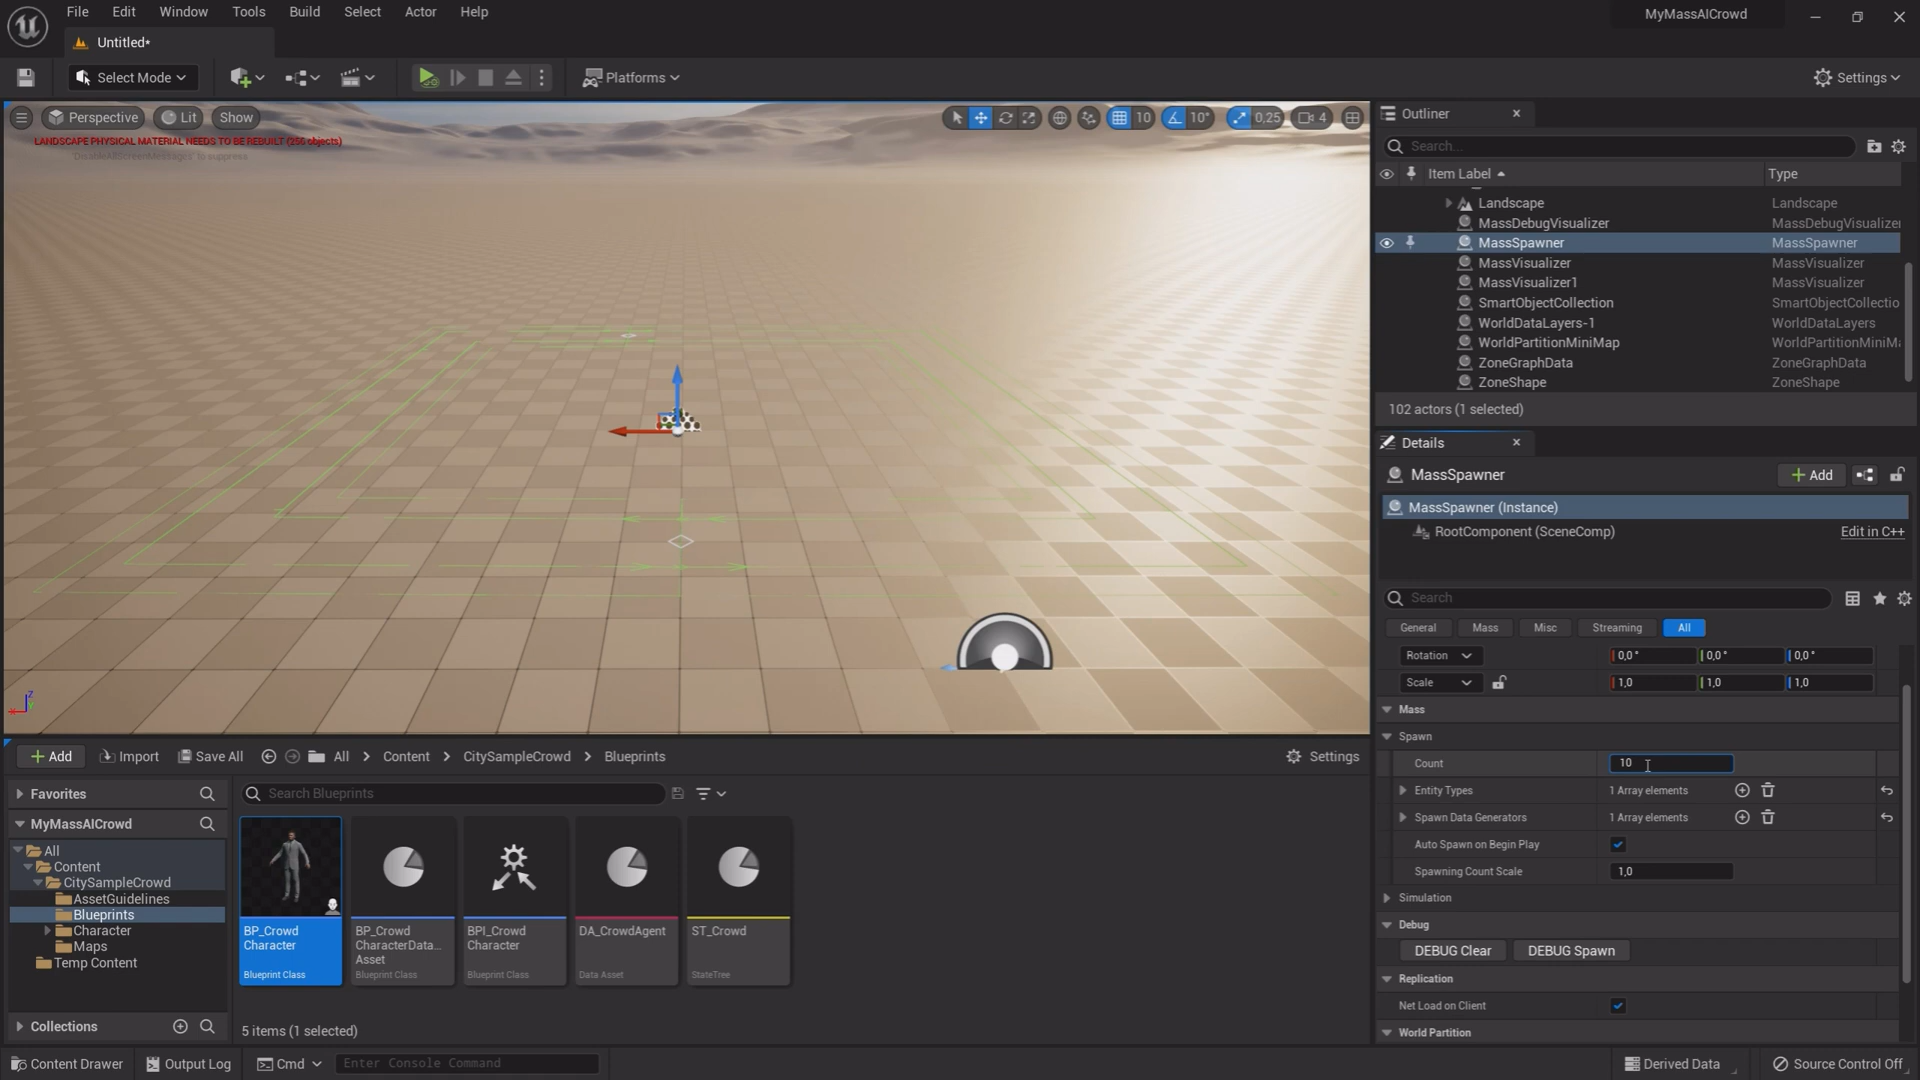 File Edit Window Tools Build Select Actor Help
MyMassAICrowd
Untitled*
Select Mode
Platforms
Settings
Perspective Lit Show
10 10° 0,25 4
LANDSCAPE PHYSICAL MATERIAL NEEDS TO BE REBUILT (256 objects)
'DisableAllScreenMessages' to suppress
Outliner
Search...
Item Label Type
Landscape Landscape
MassDebugVisualizer MassDebugVisualizer
MassSpawner MassSpawner
MassVisualizer MassVisualizer
MassVisualizer1 MassVisualizer
SmartObjectCollection SmartObjectCollectio
WorldDataLayers-1 WorldDataLayers
WorldPartitionMiniMap WorldPartitionMiniMa
ZoneGraphData ZoneGraphData
ZoneShape ZoneShape
102 actors (1 selected)
Details
MassSpawner
Add
MassSpawner (Instance)
RootComponent (SceneComp) Edit in C++
Search
General Mass Misc Streaming All
Rotation 0,0° 0,0° 0,0°
Scale 1,0 1,0 1,0
Mass
Spawn
Count 10
Entity Types 1 Array elements
Spawn Data Generators 1 Array elements
Auto Spawn on Begin Play
Spawning Count Scale 1,0
Simulation
Debug
DEBUG Clear DEBUG Spawn
Replication
Net Load on Client
World Partition
Add Import Save All All > Content > CitySampleCrowd > Blueprints
Settings
Favorites
MyMassAICrowd
All
Content
CitySampleCrowd
AssetGuidelines
Blueprints
Character
Maps
Temp Content
Collections
Search Blueprints
BP_Crowd
Character
Blueprint Class
BP_Crowd
CharacterData...
Asset
Blueprint Class
BPI_Crowd
Character
Blueprint Class
DA_CrowdAgent
Data Asset
ST_Crowd
StateTree
5 items (1 selected)
Content Drawer Output Log Cmd Enter Console Command
Derived Data Source Control Off
Z
X